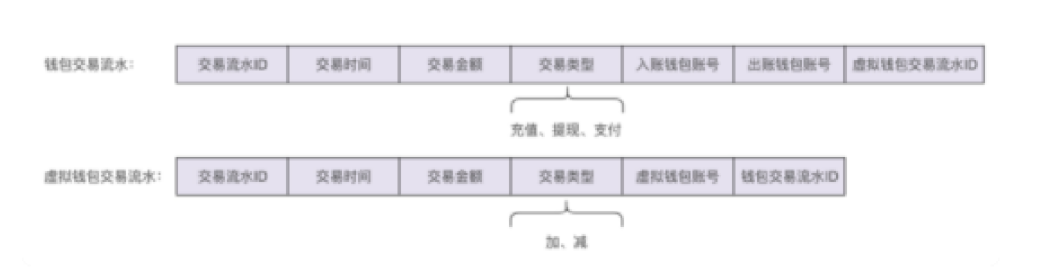 钱包交易流水： 交易流水ID 交易时间 交易金额 交易类型 入账钱包账号 出账钱包账号 虚拟钱包交易流水ID
充值、提现、支付
虚拟钱包交易流水： 交易流水ID 交易时间 交易金额 交易类型 虚拟钱包账号 钱包交易流水ID
加、减